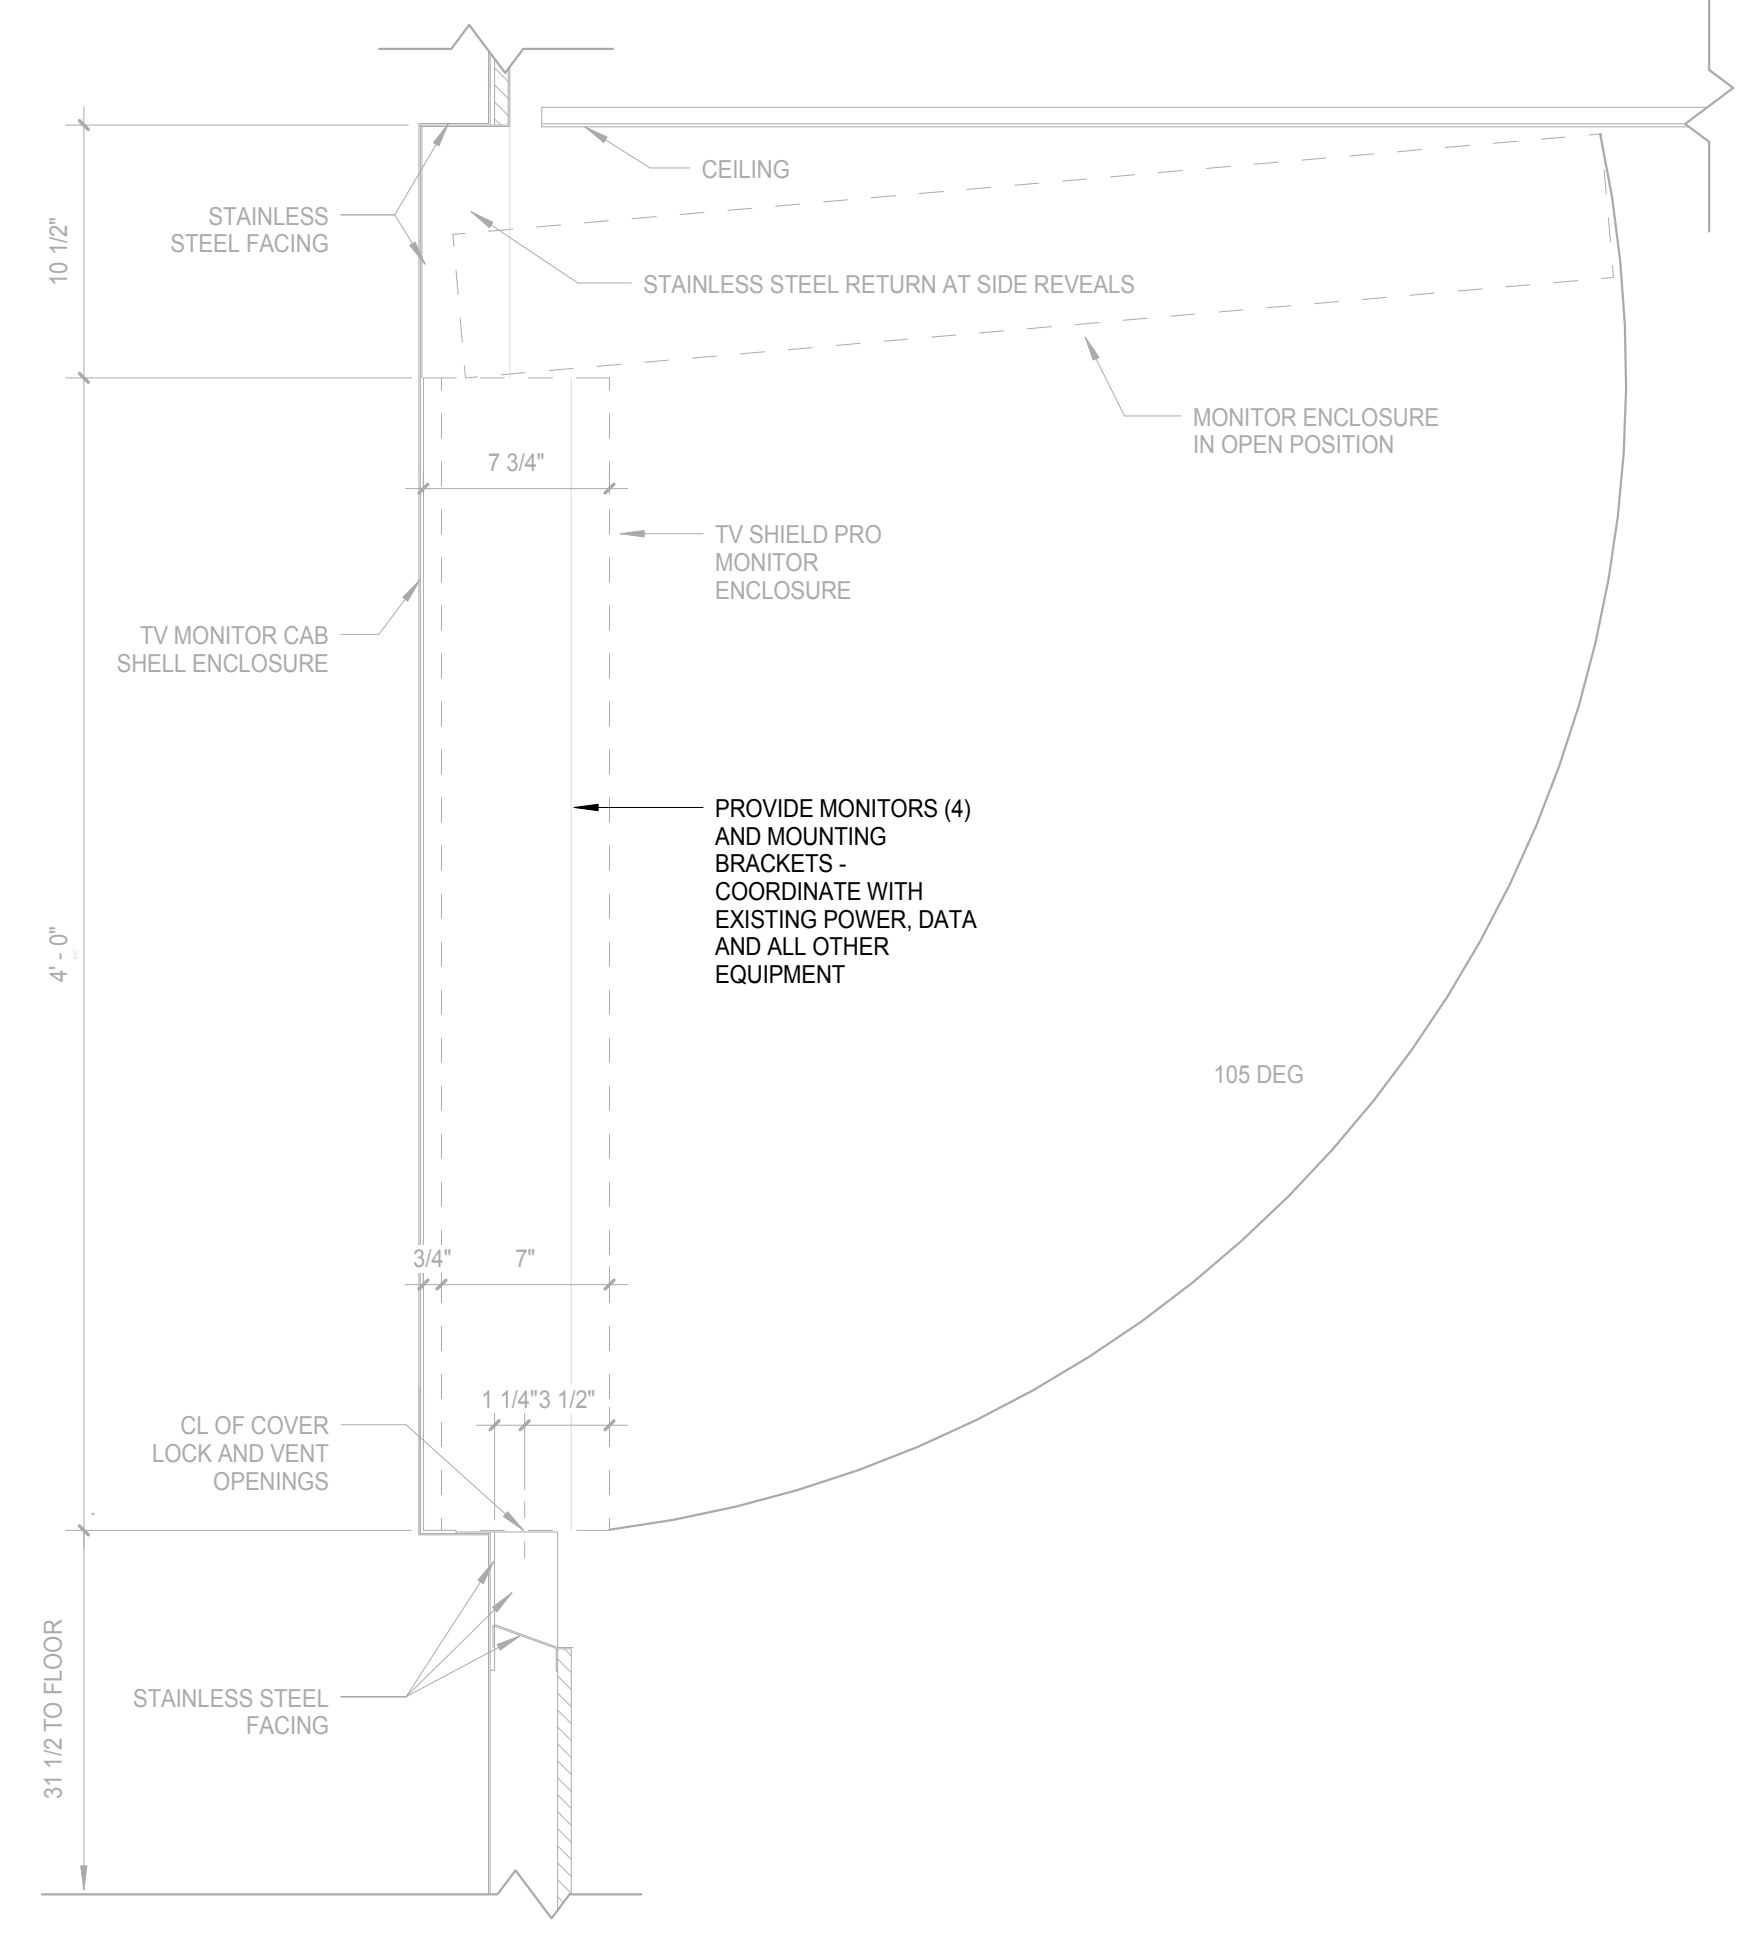 CEILING
STAINLESS
STEEL FACING
10 1/2"
STAINLESS STEEL RETURN AT SIDE REVEALS
MONITOR ENCLOSURE
IN OPEN POSITION
7 3/4"
TV SHIELD PRO
MONITOR
ENCLOSURE
TV MONITOR CAB
SHELL ENCLOSURE
PROVIDE MONITORS (4)
AND MOUNTING
BRACKETS -
COORDINATE WITH
EXISTING POWER, DATA
AND ALL OTHER
EQUIPMENT
4' - 0"
105 DEG
3/4"
7"
1 1/4"
3 1/2"
CL OF COVER
LOCK AND VENT
OPENINGS
31 1/2 TO FLOOR
STAINLESS STEEL
FACING